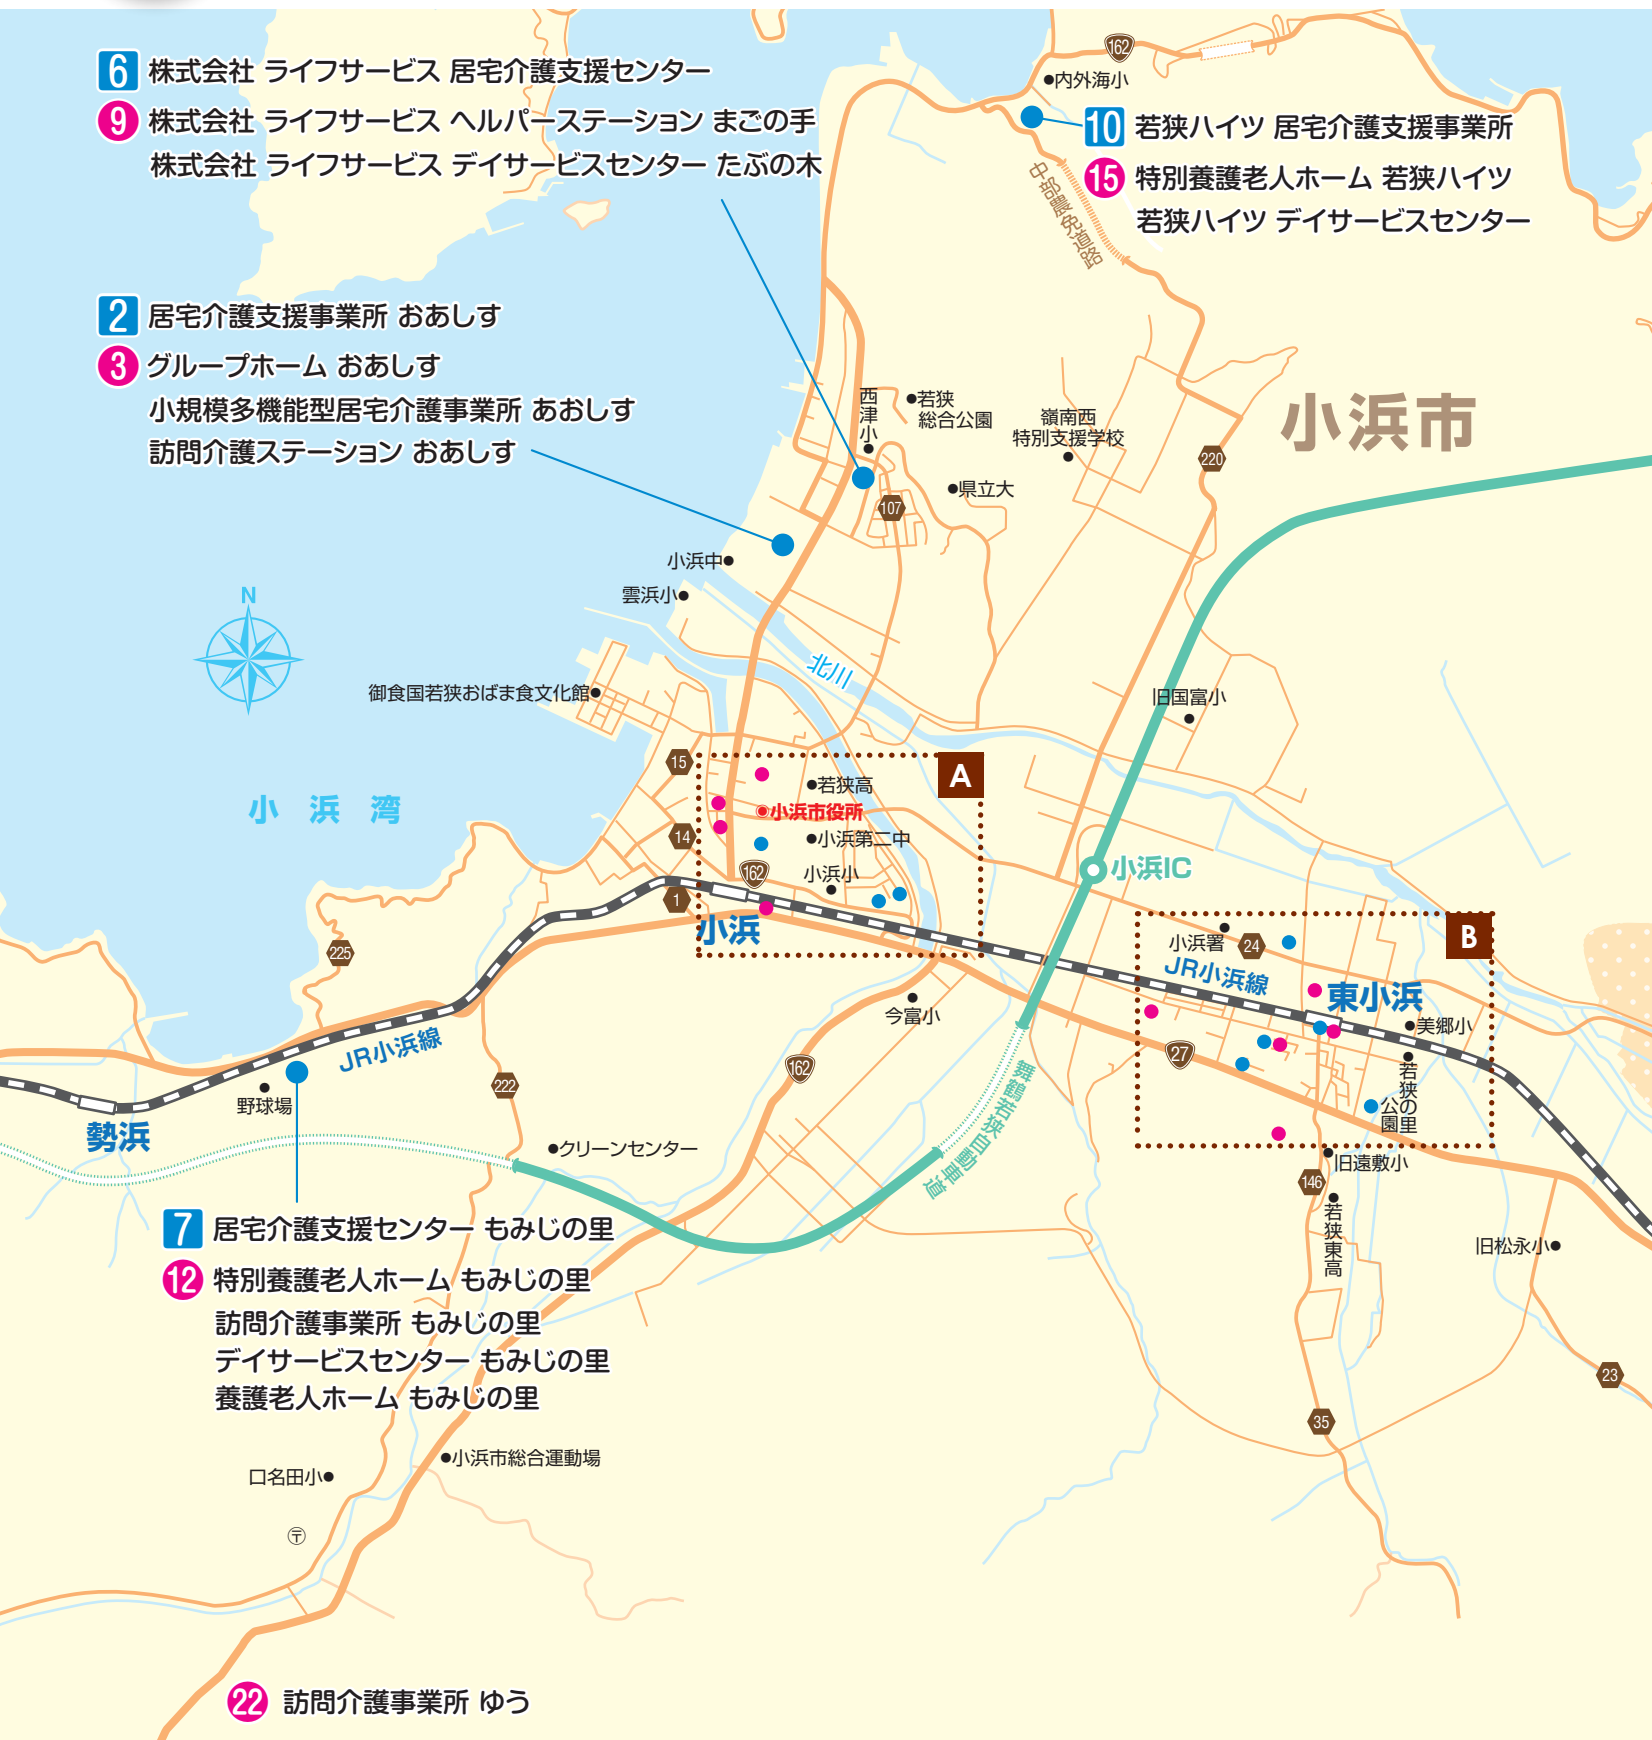 6 株式会社 ライフサービス 居宅介護支援センター
9 株式会社 ライフサービス ヘルパーステーション まごの手
株式会社 ライフサービス デイサービスセンター たぶの木
162
内外海小
10 若狭ハイツ 居宅介護支援事業所
15 特別養護老人ホーム 若狭ハイツ
若狭ハイツ デイサービスセンター
中部農免道路
2 居宅介護支援事業所 おあしす
3 グループホーム おあしす
小規模多機能型居宅介護事業所 あおしす
訪問介護ステーション おあしす
西津小
若狭
総合公園
嶺南西
特別支援学校
小浜市
220
県立大
107
小浜中
雲浜小
N
北川
御食国若狭おばま食文化館
旧国富小
小浜湾
15
A
若狭高
小浜市役所
14
小浜第二中
162
小浜小
1
小浜
小浜IC
225
小浜署
24
B
JR小浜線
東小浜
今富小
美郷小
27
若狭の里
公園
JR小浜線
野球場
222
162
舞鶴若狭自動車道
勢浜
クリーンセンター
旧遠敷小
146
若狭東高
旧松永小
7 居宅介護支援センター もみじの里
12 特別養護老人ホーム もみじの里
訪問介護事業所 もみじの里
デイサービスセンター もみじの里
養護老人ホーム もみじの里
23
35
小浜市総合運動場
口名田小
〒
22 訪問介護事業所 ゆう